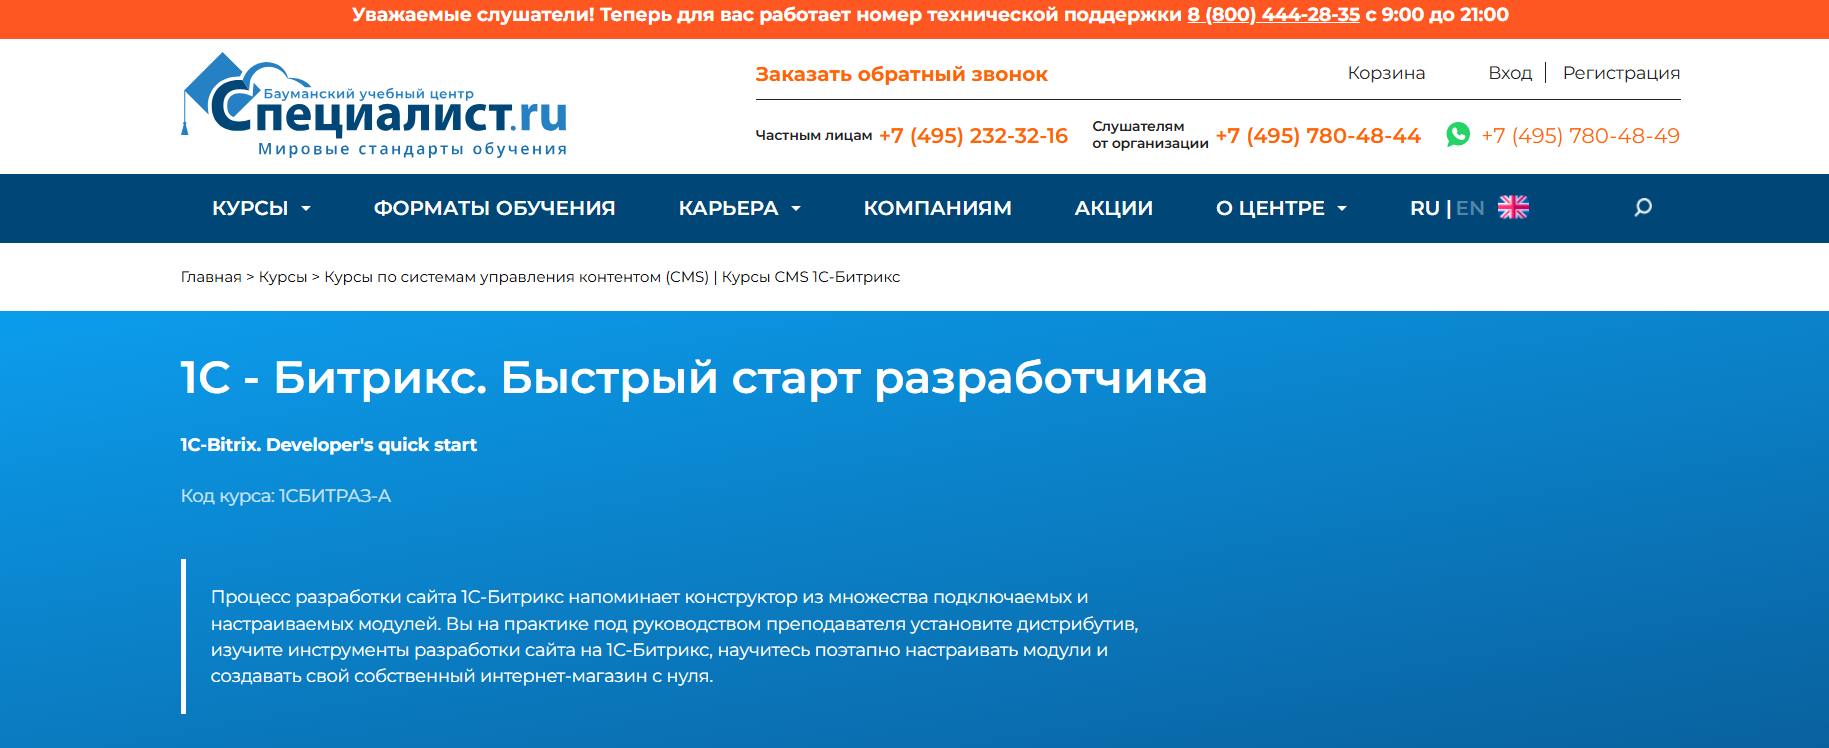 Уважаемые слушатели! Теперь для вас работает номер технической поддержки 8 (800) 444-28-35 с 9:00 до 21:00
Бауманский учебный центр
Специалист.ru
Мировые стандарты обучения
Заказать обратный звонок
Корзина
Вход | Регистрация
Частным лицам +7 (495) 232-32-16
Слушателям
от организации +7 (495) 780-48-44
+7 (495) 780-48-49
КУРСЫ
ФОРМАТЫ ОБУЧЕНИЯ
КАРЬЕРА
КОМПАНИЯМ
АКЦИИ
О ЦЕНТРЕ
RU | EN
Главная > Курсы > Курсы по системам управления контентом (CMS) | Курсы CMS 1С-Битрикс
1С - Битрикс. Быстрый старт разработчика
1C-Bitrix. Developer's quick start
Код курса: 1СБИТРАЗ-А
Процесс разработки сайта 1С-Битрикс напоминает конструктор из множества подключаемых и
настраиваемых модулей. Вы на практике под руководством преподавателя установите дистрибутив,
изучите инструменты разработки сайта на 1С-Битрикс, научитесь поэтапно настраивать модули и
создавать свой собственный интернет-магазин с нуля.